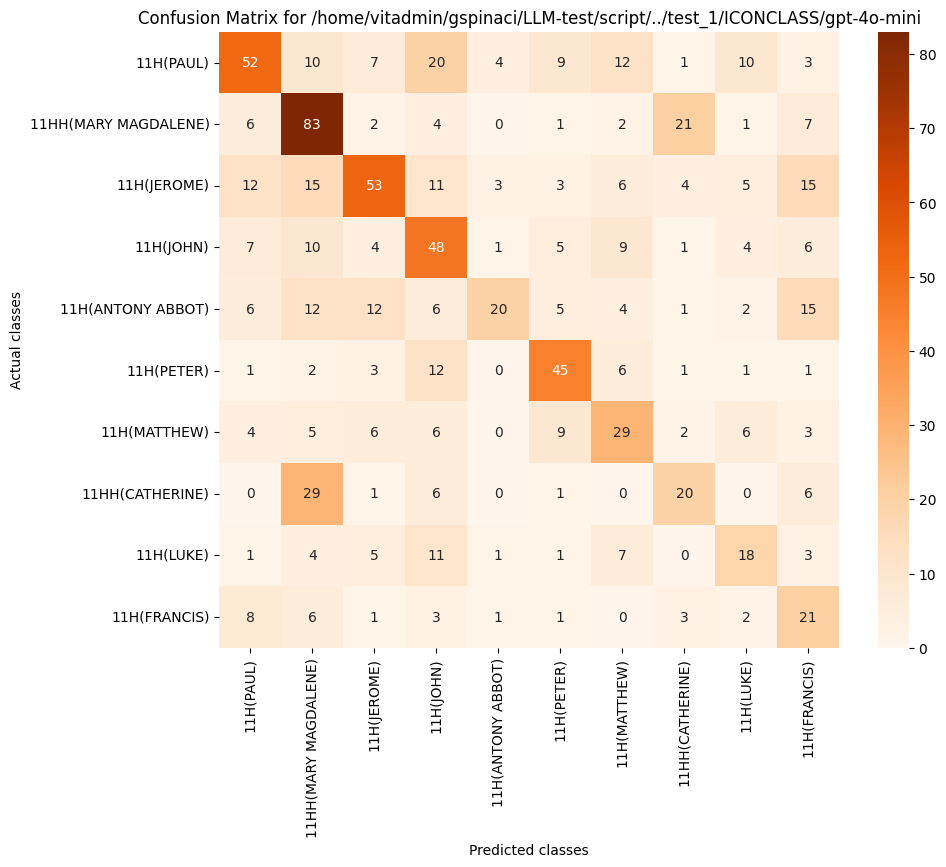 Confusion Matrix for /home/vitadmin/gspinaci/LLM-test/script/../test_1/ICONCLASS/gpt-4o-mini
Actual classes
11H(PAUL) 52 10 7 20 4 9 12 1 10 3
11HH(MARY MAGDALENE) 6 83 2 4 0 1 2 21 1 7
11H(JEROME) 12 15 53 11 3 3 6 4 5 15
11H(JOHN) 7 10 4 48 1 5 9 1 4 6
11H(ANTONY ABBOT) 6 12 12 6 20 5 4 1 2 15
11H(PETER) 1 2 3 12 0 45 6 1 1 1
11H(MATTHEW) 4 5 6 6 0 9 29 2 6 3
11HH(CATHERINE) 0 29 1 6 0 1 0 20 0 6
11H(LUKE) 1 4 5 11 1 1 7 0 18 3
11H(FRANCIS) 8 6 1 3 1 1 0 3 2 21
11H(PAUL)
11HH(MARY MAGDALENE)
11H(JEROME)
11H(JOHN)
11H(ANTONY ABBOT)
11H(PETER)
11H(MATTHEW)
11HH(CATHERINE)
11H(LUKE)
11H(FRANCIS)
Predicted classes
80
70
60
50
40
30
20
10
0